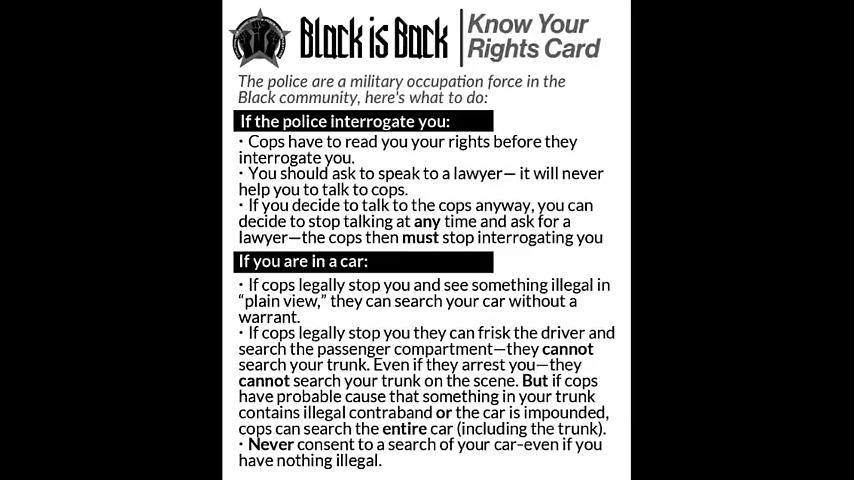 Black is Back
Know Your
Rights Card
The police are a military occupation force in the
Black community, here's what to do:
If the police interrogate you:
· Cops have to read you your rights before they
interrogate you.
· You should ask to speak to a lawyer— it will never
help you to talk to cops.
· If you decide to talk to the cops anyway, you can
decide to stop talking at any time and ask for a
lawyer—the cops then must stop interrogating you
If you are in a car:
· If cops legally stop you and see something illegal in
“plain view,” they can search your car without a
warrant.
· If cops legally stop you they can frisk the driver and
search the passenger compartment—they cannot
search your trunk. Even if they arrest you—they
cannot search your trunk on the scene. But if cops
have probable cause that something in your trunk
contains illegal contraband or the car is impounded,
cops can search the entire car (including the trunk).
· Never consent to a search of your car-even if you
have nothing illegal.